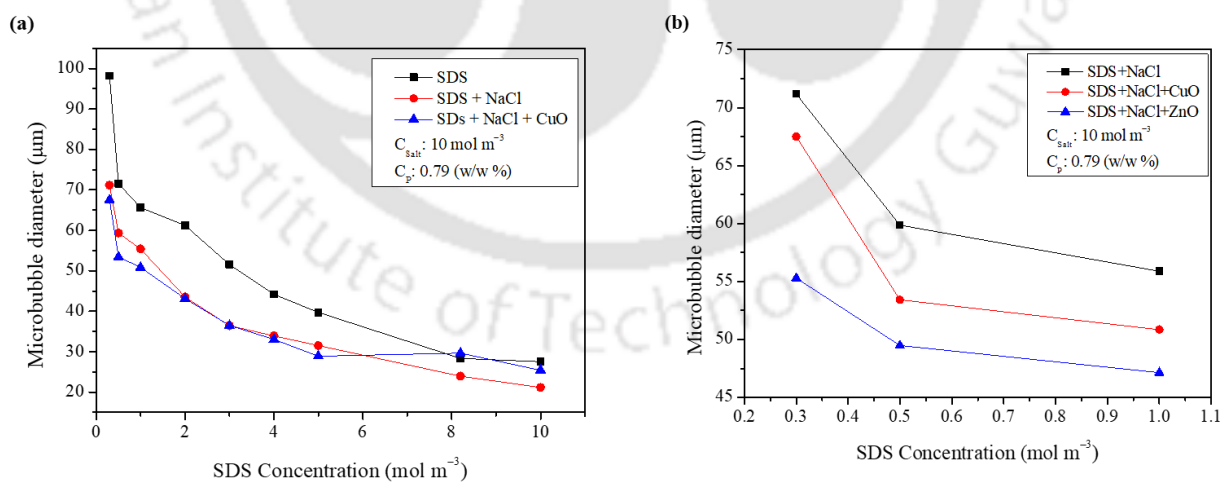 (a)
Microbubble diameter (μm)
100
90
80
70
60
50
40
30
20
0
2
4
6
8
10
SDS Concentration (mol m⁻³)
SDS
SDS + NaCl
SDs + NaCl + CuO
C_Salt: 10 mol m⁻³
C_p: 0.79 (w/w %)
(b)
Microbubble diameter (μm)
75
70
65
60
55
50
45
0.2
0.3
0.4
0.5
0.6
0.7
0.8
0.9
1.0
1.1
SDS Concentration (mol m⁻³)
SDS+NaCl
SDS+NaCl+CuO
SDS+NaCl+ZnO
C_Salt: 10 mol m⁻³
C_p: 0.79 (w/w %)
Institute of Technology